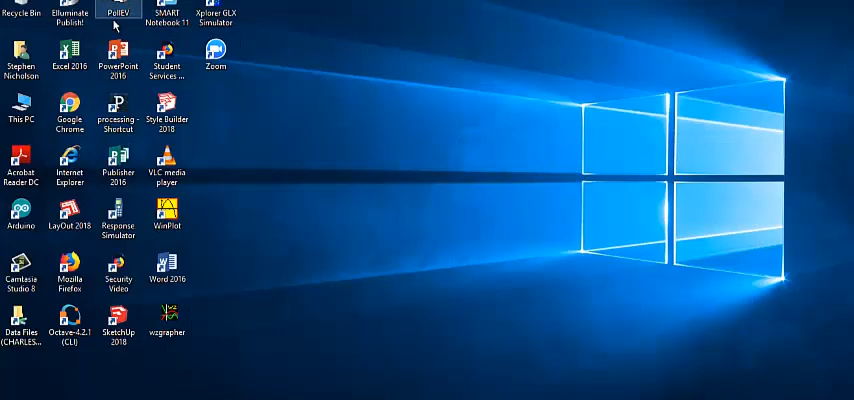 Recycle Bin
Elluminate
Publish!
PollEV
SMART
Notebook 11
Xplorer GLX
Simulator
Stephen
Nicholson
Excel 2016
PowerPoint
2016
Student
Services ...
Zoom
This PC
Google
Chrome
processing -
Shortcut
Style Builder
2018
Acrobat
Reader DC
Internet
Explorer
Publisher
2016
VLC media
player
Arduino
LayOut 2018
Response
Simulator
WinPlot
Camtasia
Studio 8
Mozilla
Firefox
Security
Video
Word 2016
Data Files
(CHARLES...
Octave-4.2.1
(CLI)
SketchUp
2018
wzgrapher